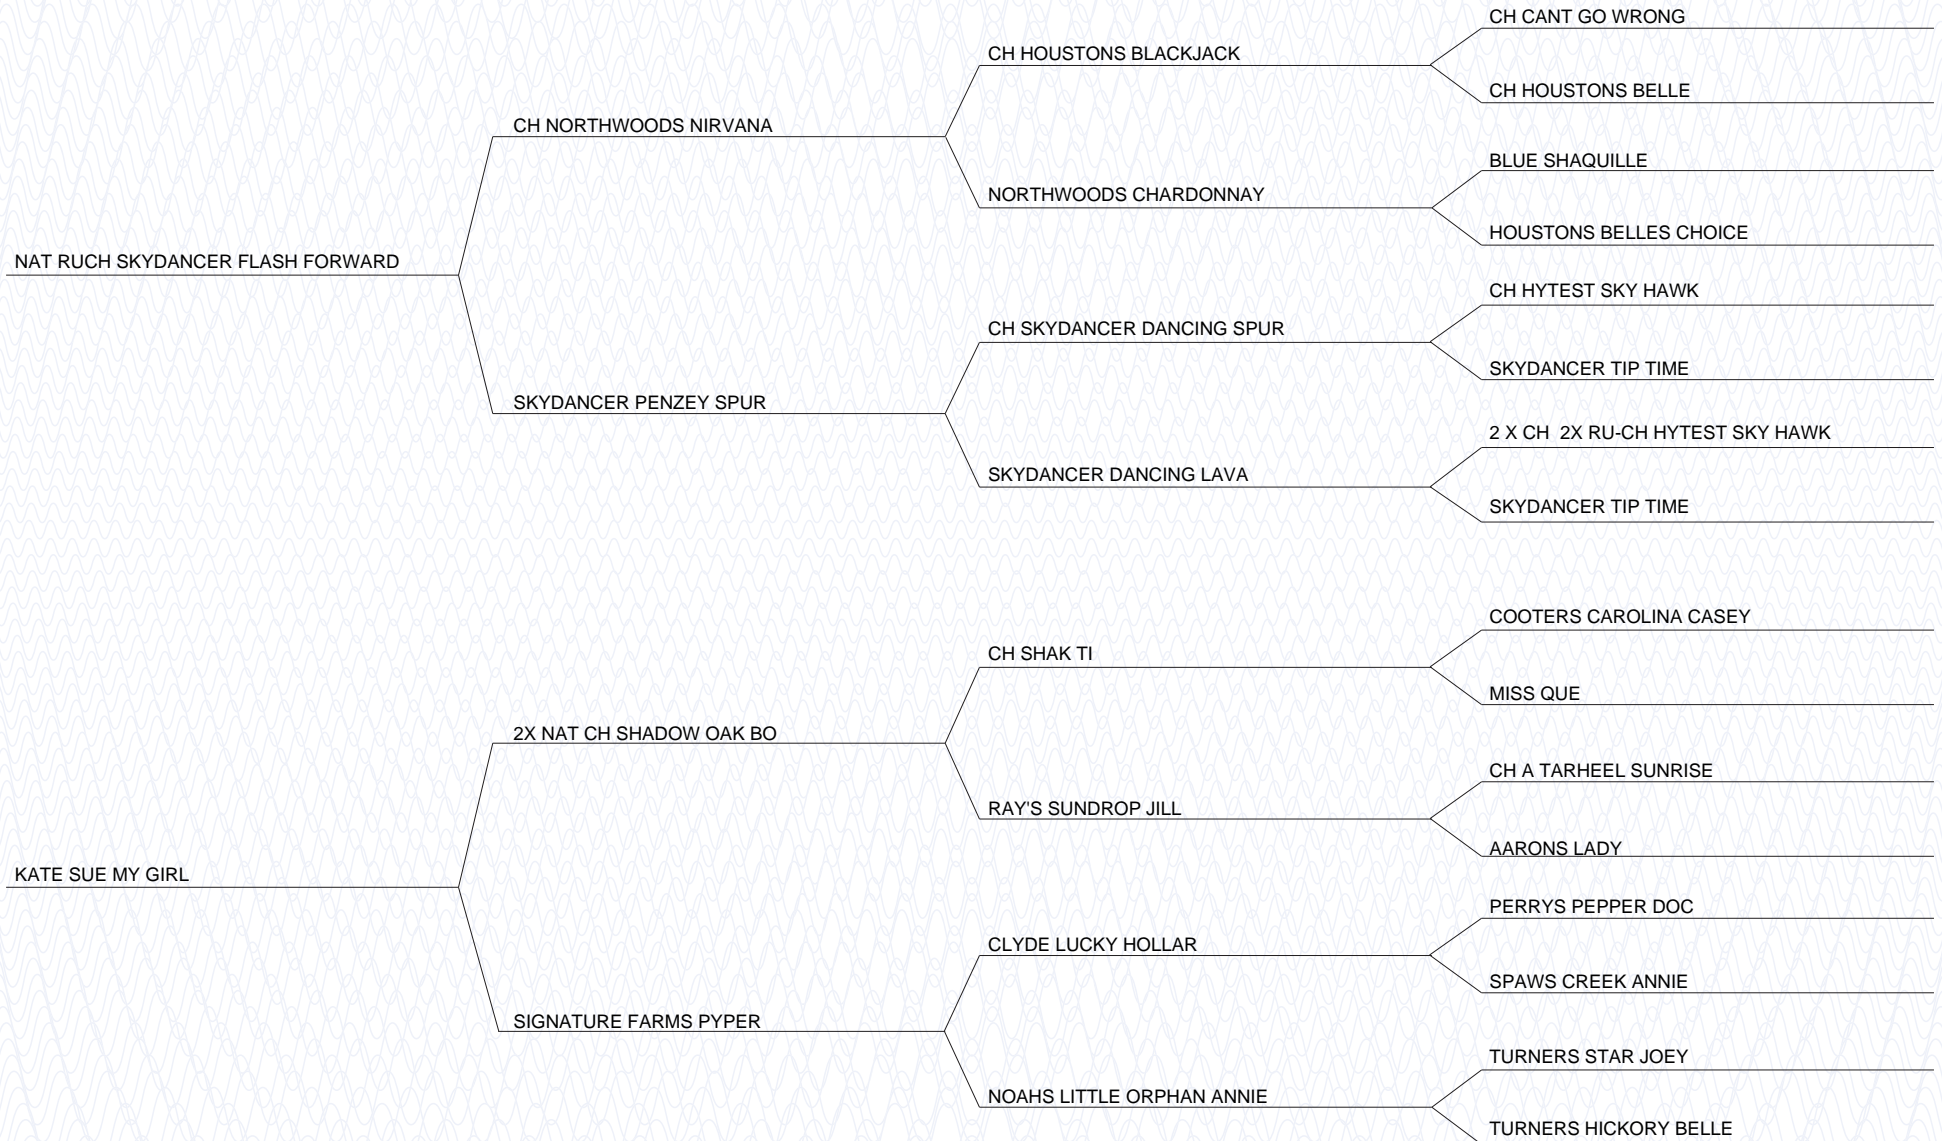 CH CANT GO WRONG
CH HOUSTONS BLACKJACK
CH HOUSTONS BELLE
CH NORTHWOODS NIRVANA
BLUE SHAQUILLE
NORTHWOODS CHARDONNAY
HOUSTONS BELLES CHOICE
NAT RUCH SKYDANCER FLASH FORWARD
CH HYTEST SKY HAWK
CH SKYDANCER DANCING SPUR
SKYDANCER TIP TIME
SKYDANCER PENZEY SPUR
2 X CH  2X RU-CH HYTEST SKY HAWK
SKYDANCER DANCING LAVA
SKYDANCER TIP TIME
COOTERS CAROLINA CASEY
CH SHAK TI
MISS QUE
2X NAT CH SHADOW OAK BO
CH A TARHEEL SUNRISE
RAY'S SUNDROP JILL
AARONS LADY
KATE SUE MY GIRL
PERRYS PEPPER DOC
CLYDE LUCKY HOLLAR
SPAWS CREEK ANNIE
SIGNATURE FARMS PYPER
TURNERS STAR JOEY
NOAHS LITTLE ORPHAN ANNIE
TURNERS HICKORY BELLE